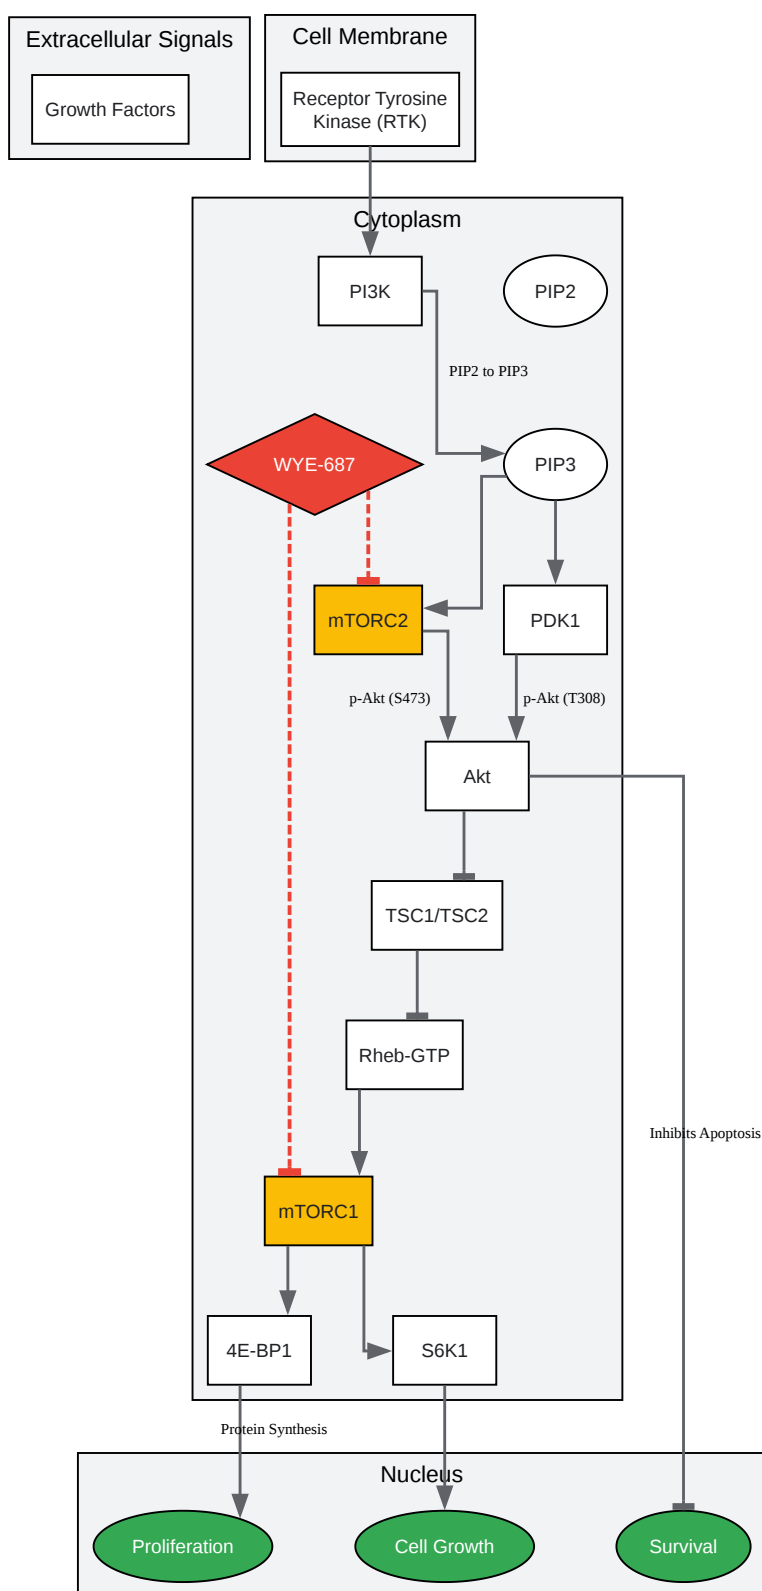 Extracellular Signals
Cell Membrane
Growth Factors
Receptor Tyrosine
Kinase (RTK)
Cytoplasm
PI3K
PIP2
PIP2 to PIP3
WYE-687
PIP3
mTORC2
PDK1
p-Akt (S473)
p-Akt (T308)
Akt
TSC1/TSC2
Rheb-GTP
Inhibits Apoptosis
mTORC1
4E-BP1
S6K1
Protein Synthesis
Nucleus
Proliferation
Cell Growth
Survival